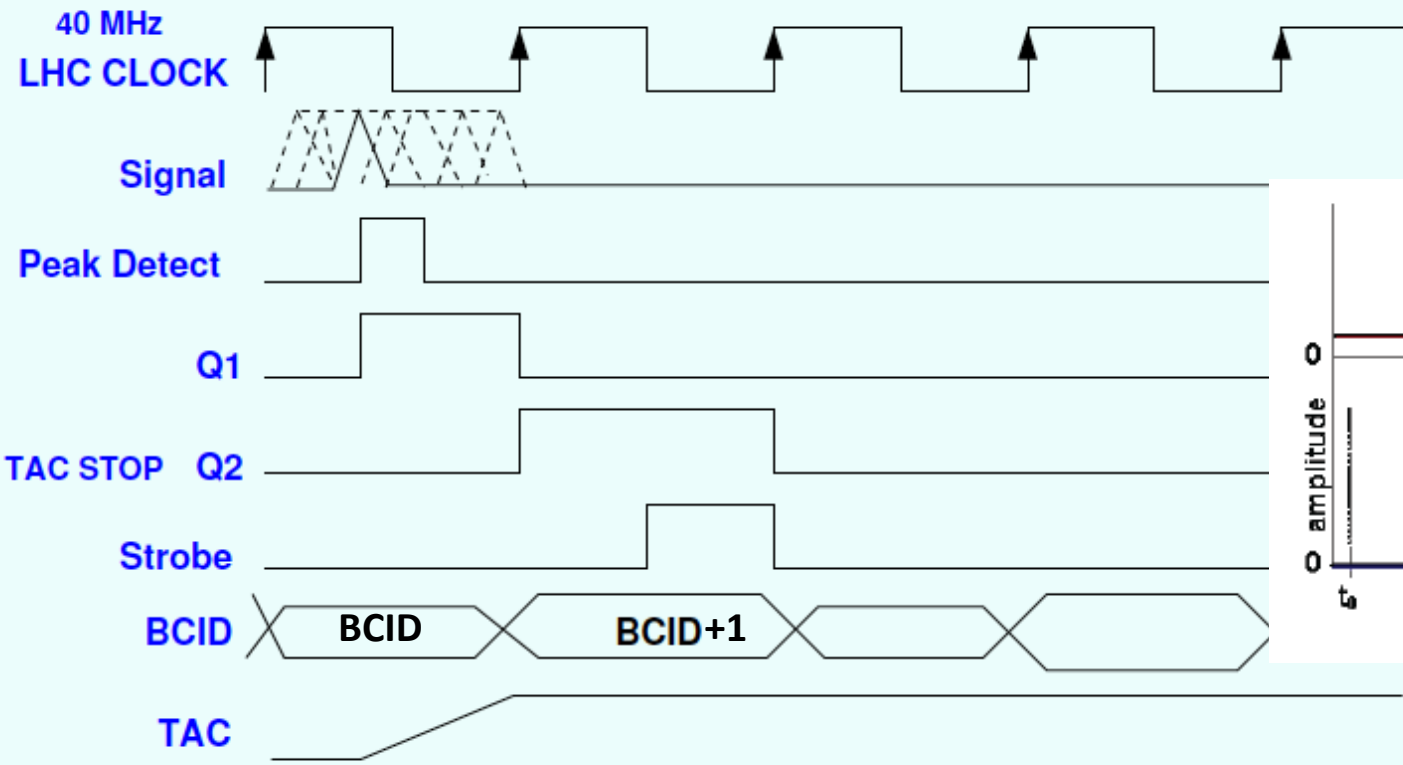 40 MHz
LHC CLOCK
Signal
Peak Detect
Q1
TAC STOP Q2
Strobe
BCID BCID BCID+1
TAC
0
amplitude
0